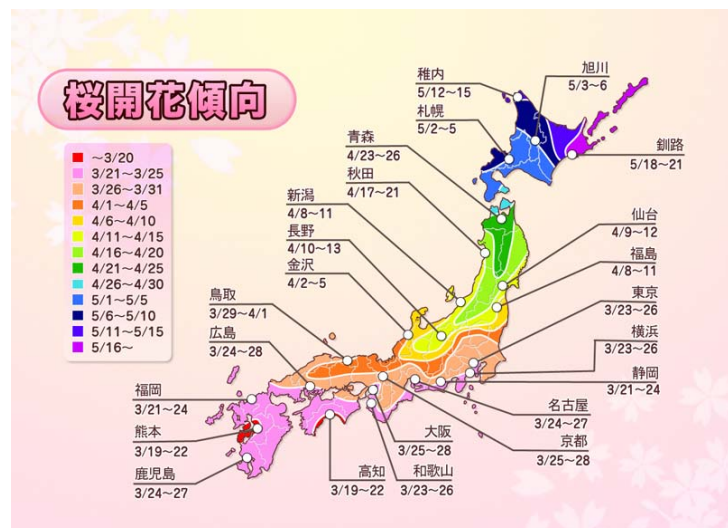 桜開花傾向
～3/20
3/21～3/25
3/26～3/31
4/1～4/5
4/6～4/10
4/11～4/15
4/16～4/20
4/21～4/25
4/26～4/30
5/1～5/5
5/6～5/10
5/11～5/15
5/16～
稚内
5/12～15
旭川
5/3～6
札幌
5/2～5
釧路
5/18～21
青森
4/23～26
秋田
4/17～21
新潟
4/8～11
長野
4/10～13
金沢
4/2～5
仙台
4/9～12
福島
4/8～11
東京
3/23～26
横浜
3/23～26
静岡
3/21～24
名古屋
3/24～27
京都
3/25～28
鳥取
3/29～4/1
広島
3/24～28
福岡
3/21～24
熊本
3/19～22
鹿児島
3/24～27
高知
3/19～22
大阪
3/25～28
和歌山
3/23～26